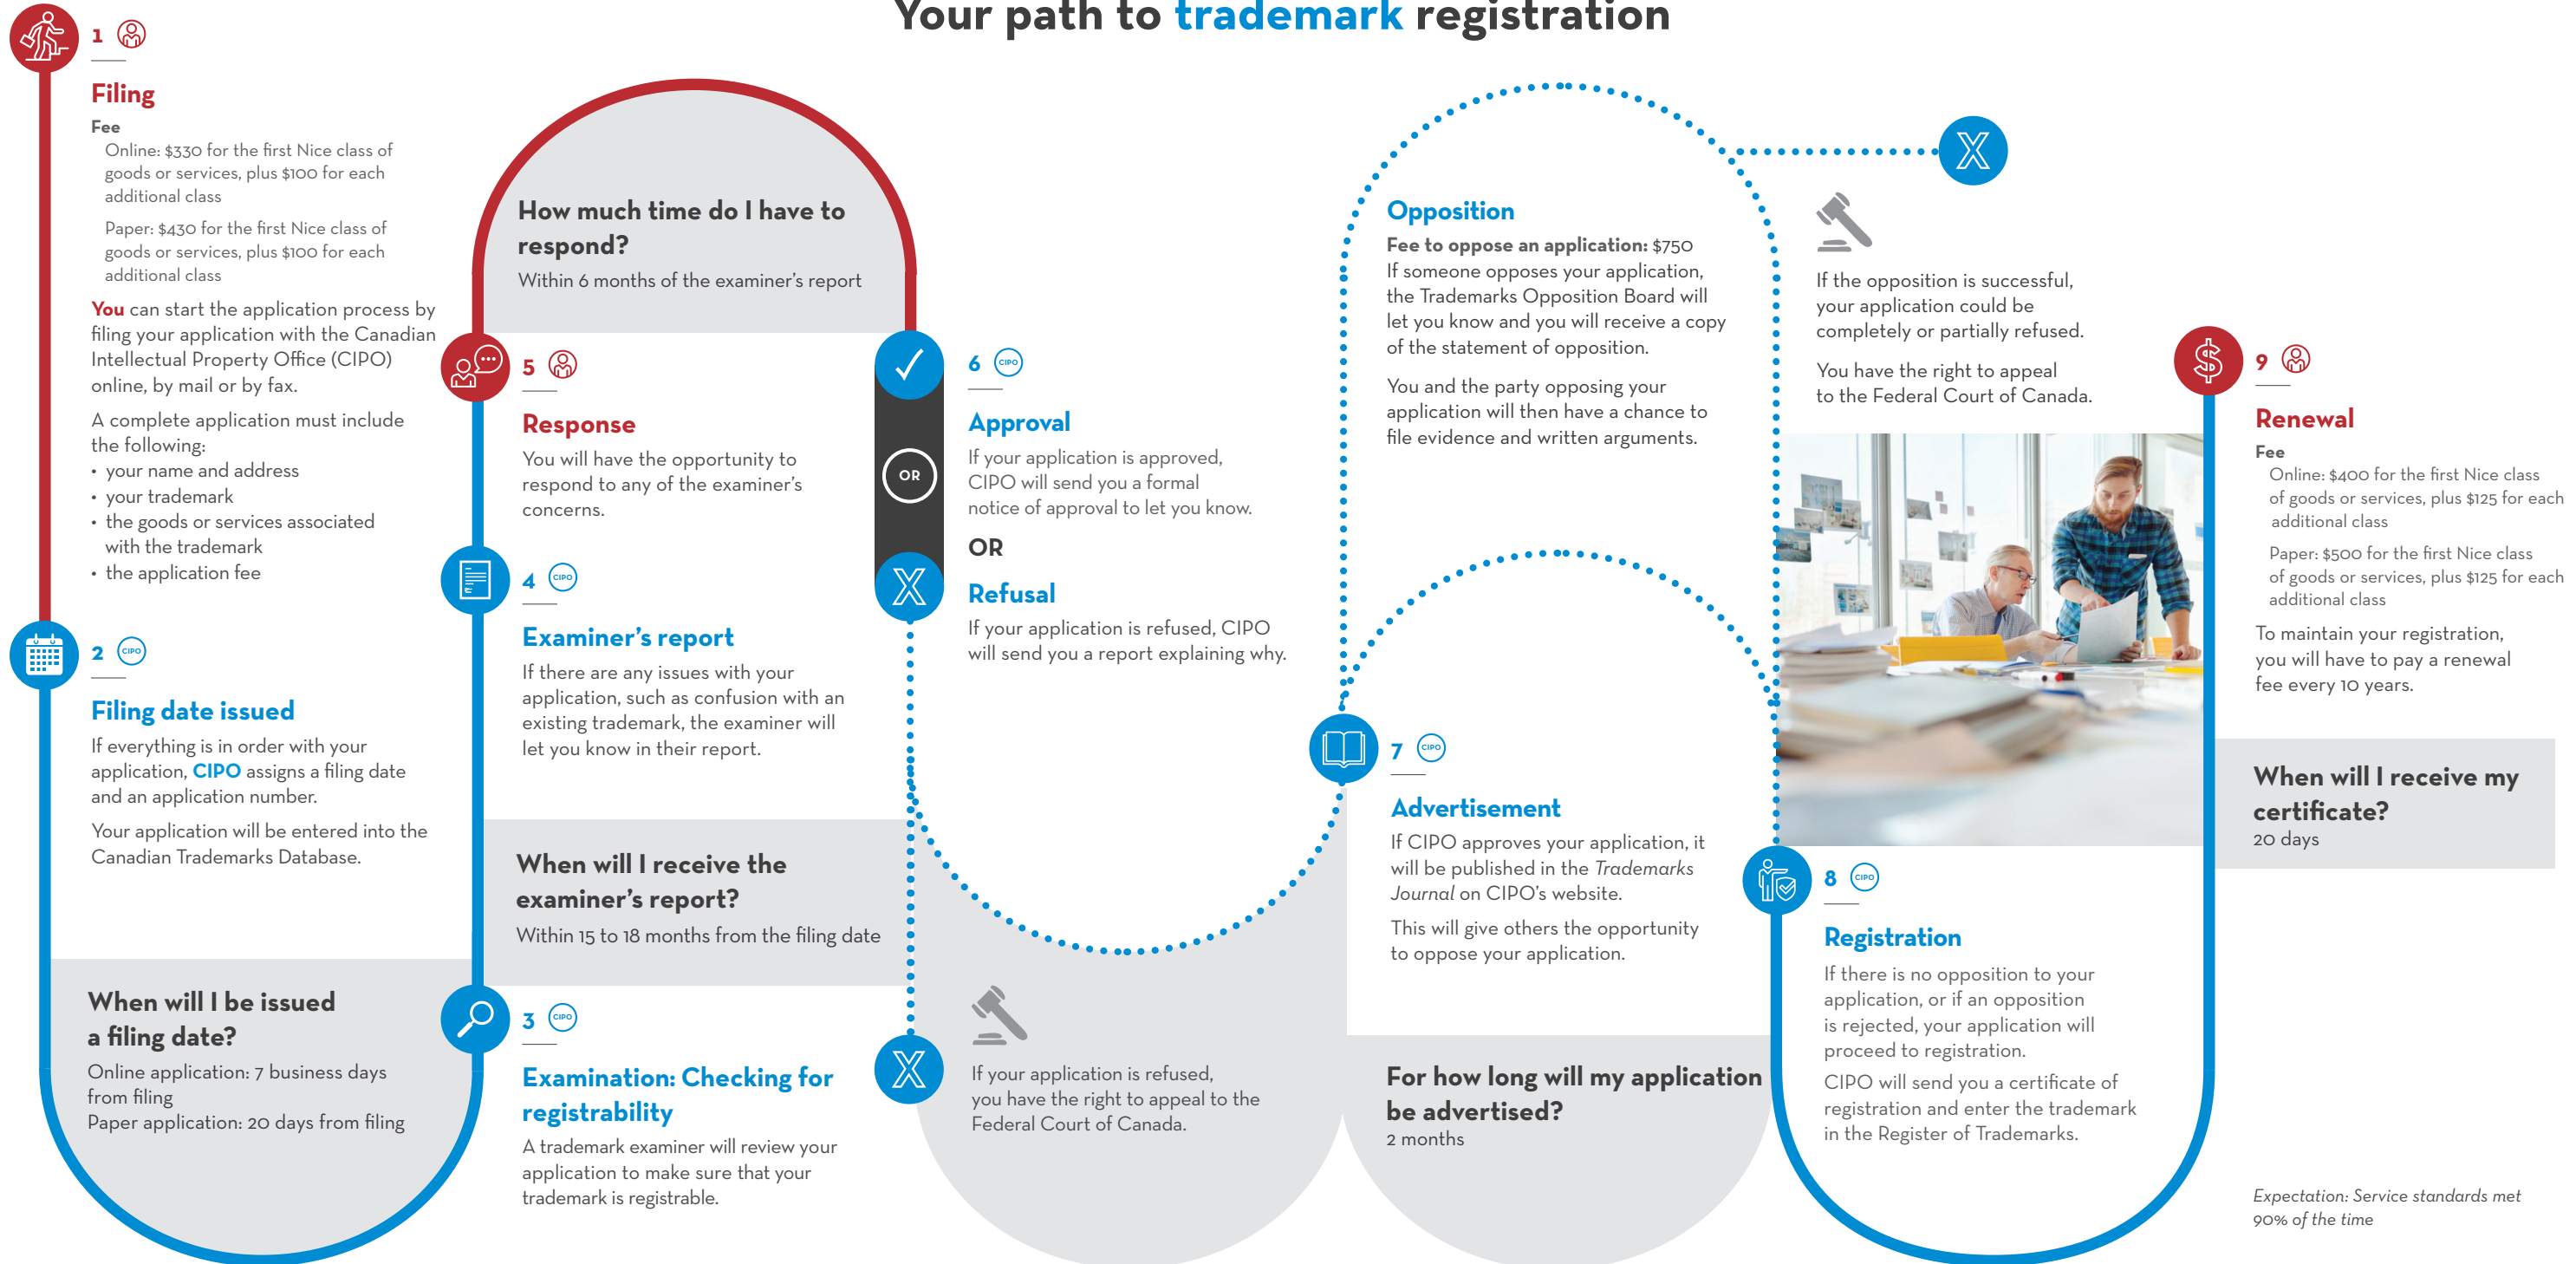 Your path to trademark registration
1
Filing
Fee
Online: $330 for the first Nice class of
goods or services, plus $100 for each
additional class
Paper: $430 for the first Nice class of
goods or services, plus $100 for each
additional class
You can start the application process by
filing your application with the Canadian
Intellectual Property Office (CIPO)
online, by mail or by fax.
A complete application must include
the following:
• your name and address
• your trademark
• the goods or services associated
with the trademark
• the application fee
2 CIPO
Filing date issued
If everything is in order with your
application, CIPO assigns a filing date
and an application number.
Your application will be entered into the
Canadian Trademarks Database.
When will I be issued
a filing date?
Online application: 7 business days
from filing
Paper application: 20 days from filing
3 CIPO
Examination: Checking for
registrability
A trademark examiner will review your
application to make sure that your
trademark is registrable.
When will I receive the
examiner's report?
Within 15 to 18 months from the filing date
4 CIPO
Examiner's report
If there are any issues with your
application, such as confusion with an
existing trademark, the examiner will
let you know in their report.
5
Response
You will have the opportunity to
respond to any of the examiner's
concerns.
How much time do I have to
respond?
Within 6 months of the examiner's report
OR
6 CIPO
Approval
If your application is approved,
CIPO will send you a formal
notice of approval to let you know.
OR
Refusal
If your application is refused, CIPO
will send you a report explaining why.
X
X
If your application is refused,
you have the right to appeal to the
Federal Court of Canada.
7 CIPO
Advertisement
If CIPO approves your application, it
will be published in the Trademarks
Journal on CIPO's website.
This will give others the opportunity
to oppose your application.
For how long will my application
be advertised?
2 months
Opposition
Fee to oppose an application: $750
If someone opposes your application,
the Trademarks Opposition Board will
let you know and you will receive a copy
of the statement of opposition.
You and the party opposing your
application will then have a chance to
file evidence and written arguments.
X
If the opposition is successful,
your application could be
completely or partially refused.
You have the right to appeal
to the Federal Court of Canada.
8 CIPO
Registration
If there is no opposition to your
application, or if an opposition
is rejected, your application will
proceed to registration.
CIPO will send you a certificate of
registration and enter the trademark
in the Register of Trademarks.
$
9
Renewal
Fee
Online: $400 for the first Nice class
of goods or services, plus $125 for each
additional class
Paper: $500 for the first Nice class
of goods or services, plus $125 for each
additional class
To maintain your registration,
you will have to pay a renewal
fee every 10 years.
When will I receive my
certificate?
20 days
Expectation: Service standards met
90% of the time